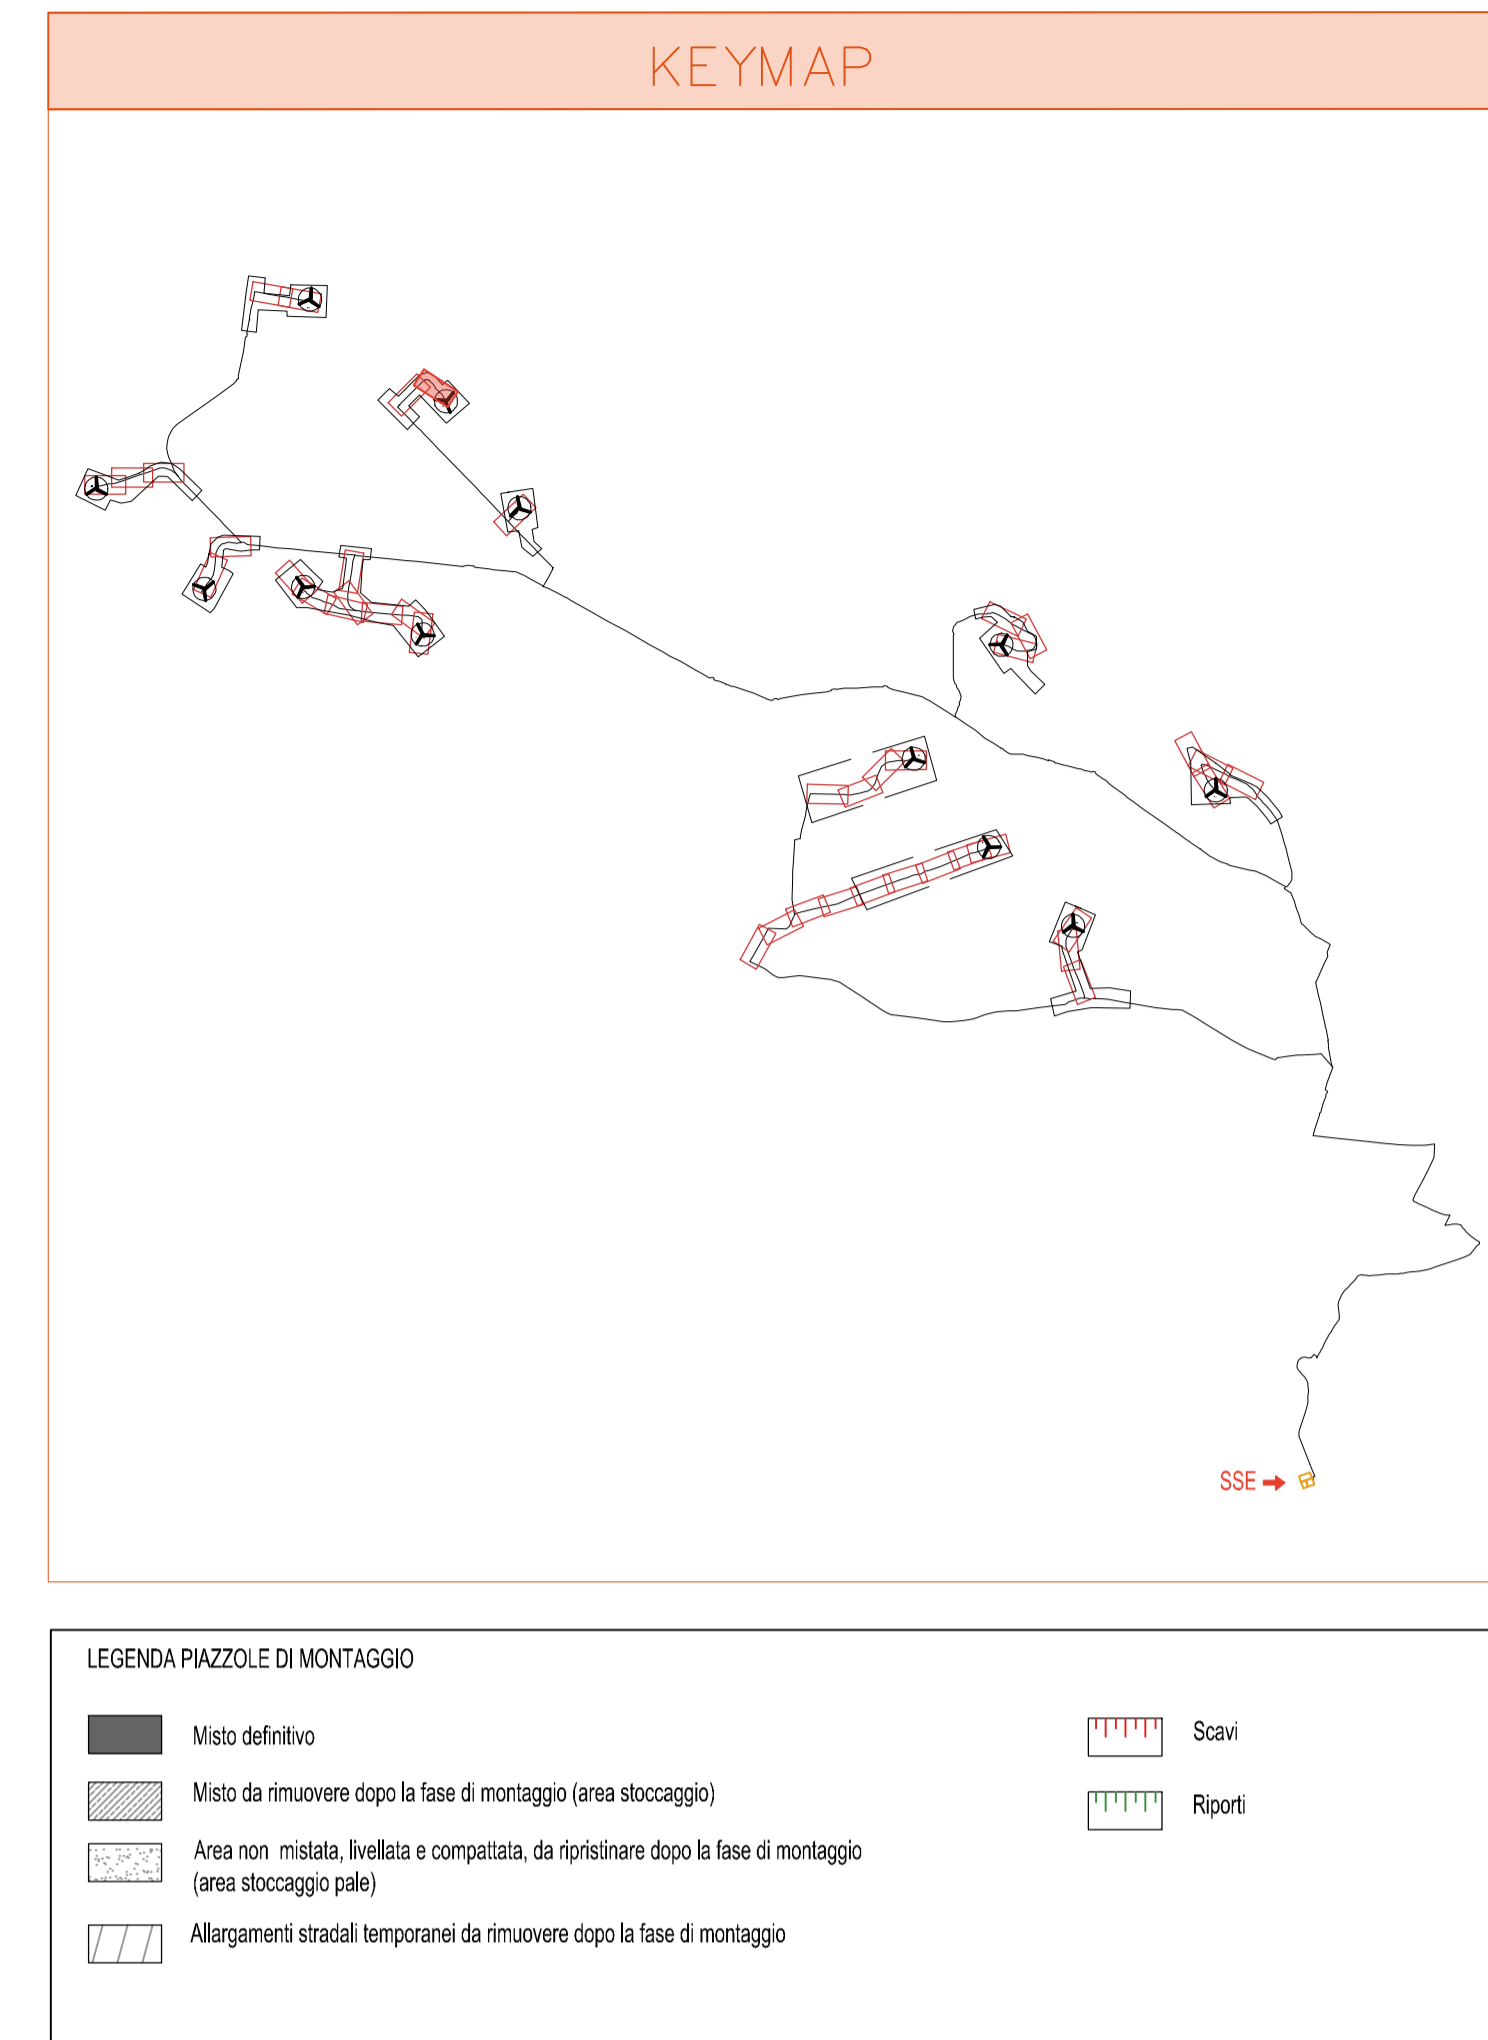 KEYMAP
SSE
LEGENDA PIAZZOLE DI MONTAGGIO
Misto definitivo
Misto da rimuovere dopo la fase di montaggio (area stoccaggio)
Area non mistata, livellata e compattata, da ripristinare dopo la fase di montaggio
(area stoccaggio pale)
Allargamenti stradali temporanei da rimuovere dopo la fase di montaggio
Scavi
Riporti